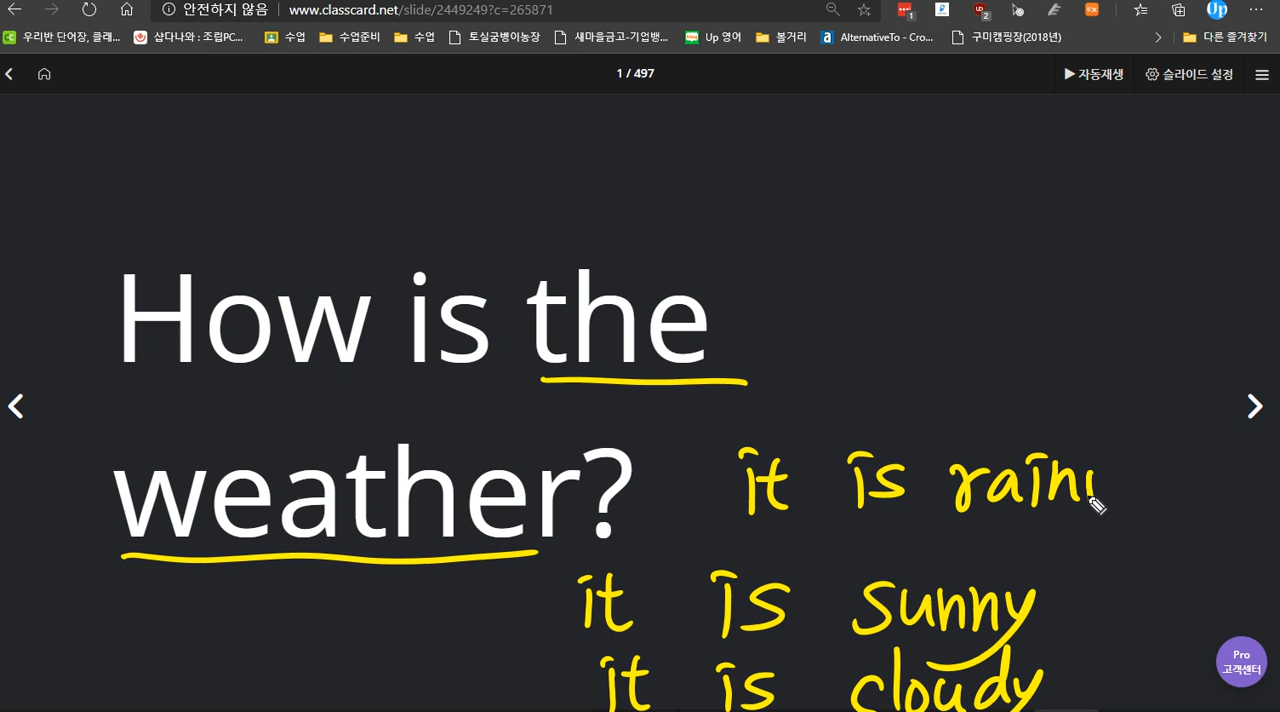 안전하지 않음 www.classcard.net/slide/2449249?c=265871
우리반 단어장, 클래... 샵다나와 : 조립PC... 수업 수업준비 수업 토실굼벵이농장 새마을금고-기업뱅... Up 영어 볼거리 AlternativeTo - Cro... 구미캠핑장(2018년) 다른 즐겨찾기
1 / 497 자동재생 슬라이드 설정
How is the
weather? it is rain
it is sunny
it is cloudy
Pro
고객센터